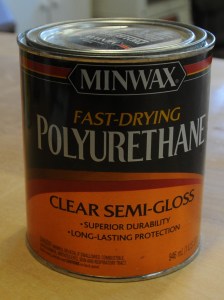 MINWAX
FAST-DRYING
POLYURETHANE
CLEAR SEMI-GLOSS
•SUPERIOR DURABILITY
•LONG-LASTING PROTECTION